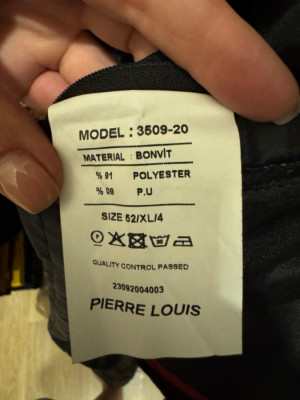 MODEL : 3509-20
MATERIAL : BONVİT
% 91 POLYESTER
% 09 P.U
SIZE 52/XL/4
QUALITY CONTROL PASSED
23092004003
PIERRE LOUIS